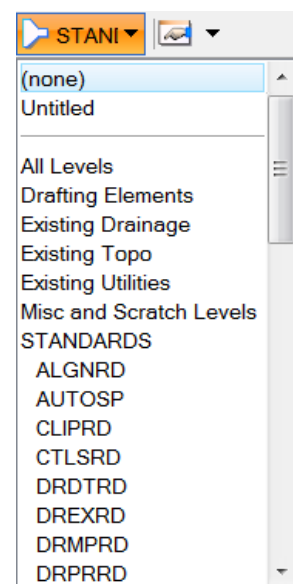 STANI
(none)
Untitled
All Levels
Drafting Elements
Existing Drainage
Existing Topo
Existing Utilities
Misc and Scratch Levels
STANDARDS
ALGNRD
AUTOSP
CLIPRD
CTLSRD
DRDTRD
DREXRD
DRMPRD
DRPRRD